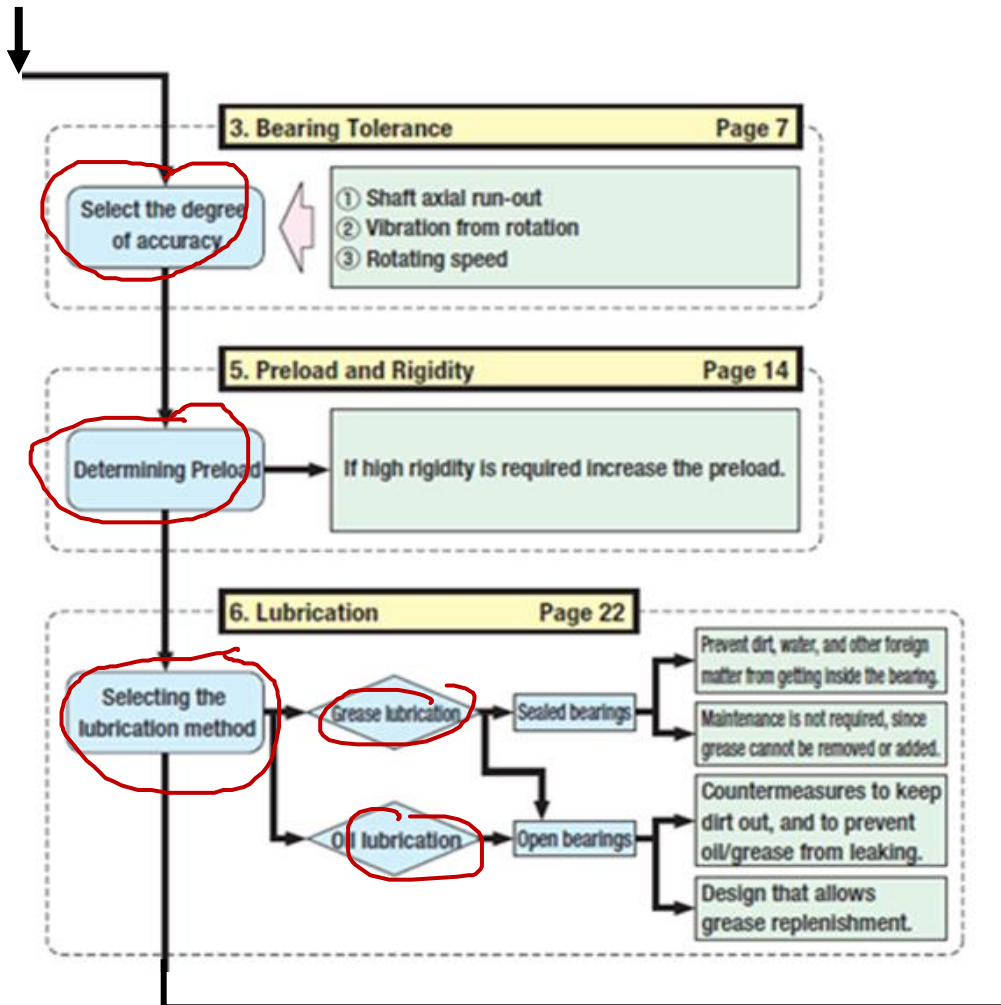 3. Bearing Tolerance Page 7
Select the degree
of accuracy
① Shaft axial run-out
② Vibration from rotation
③ Rotating speed
5. Preload and Rigidity Page 14
Determining Preload
If high rigidity is required increase the preload.
6. Lubrication Page 22
Selecting the
lubrication method
Grease lubrication
Sealed bearings
Prevent dirt, water, and other foreign
matter from getting inside the bearing.
Maintenance is not required, since
grease cannot be removed or added.
Oil lubrication
Open bearings
Countermeasures to keep
dirt out, and to prevent
oil/grease from leaking.
Design that allows
grease replenishment.